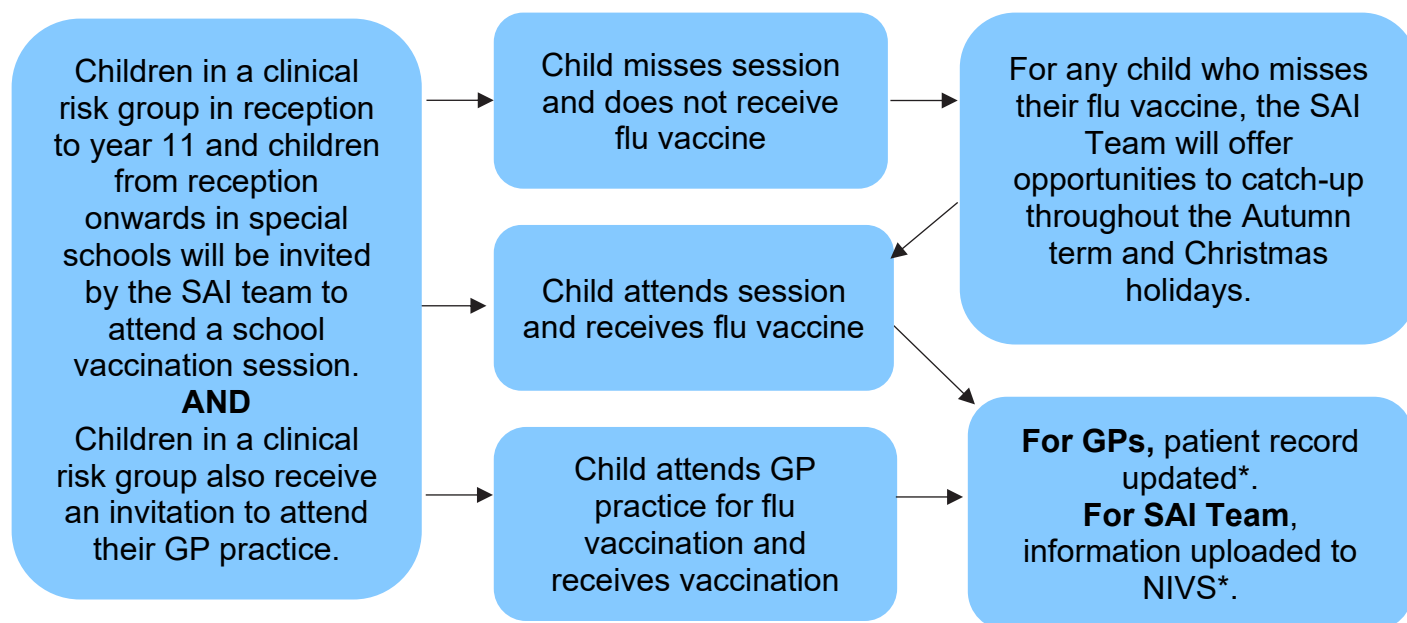 Children in a clinical
risk group in reception
to year 11 and children
from reception
onwards in special
schools will be invited
by the SAI team to
attend a school
vaccination session.
AND
Children in a clinical
risk group also receive
an invitation to attend
their GP practice.
Child misses session
and does not receive
flu vaccine
For any child who misses
their flu vaccine, the SAI
Team will offer
opportunities to catch-up
throughout the Autumn
term and Christmas
holidays.
Child attends session
and receives flu vaccine
Child attends GP
practice for flu
vaccination and
receives vaccination
For GPs, patient record
updated*.
For SAI Team,
information uploaded to
NIVS*.